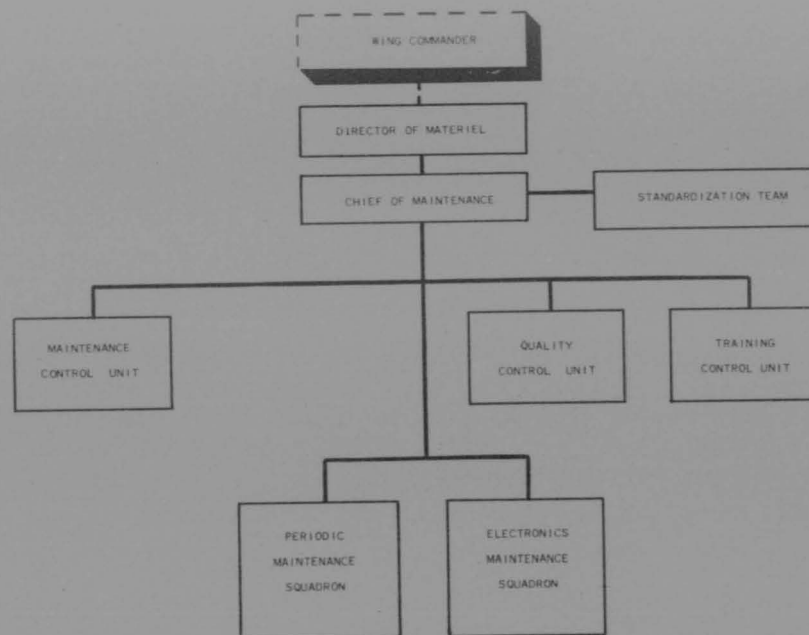 WING COMMANDER
DIRECTOR OF MATERIEL
CHIEF OF MAINTENANCE
STANDARDIZATION TEAM
MAINTENANCE
CONTROL UNIT
QUALITY
CONTROL UNIT
TRAINING
CONTROL UNIT
PERIODIC
MAINTENANCE
SQUADRON
ELECTRONICS
MAINTENANCE
SQUADRON